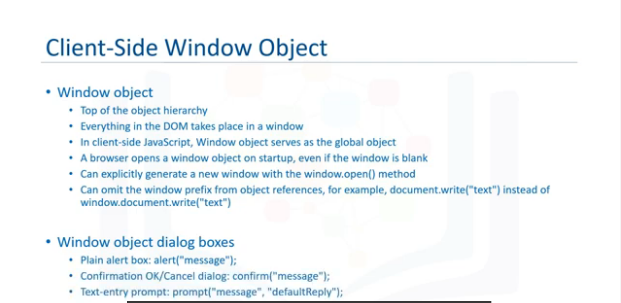 Client-Side Window Object
• Window object
• Top of the object hierarchy
• Everything in the DOM takes place in a window
• In client-side JavaScript, Window object serves as the global object
• A browser opens a window object on startup, even if the window is blank
• Can explicitly generate a new window with the window.open() method
• Can omit the window prefix from object references, for example, document.write("text") instead of
window.document.write("text")
• Window object dialog boxes
• Plain alert box: alert("message");
• Confirmation OK/Cancel dialog: confirm("message");
• Text-entry prompt: prompt("message", "defaultReply");